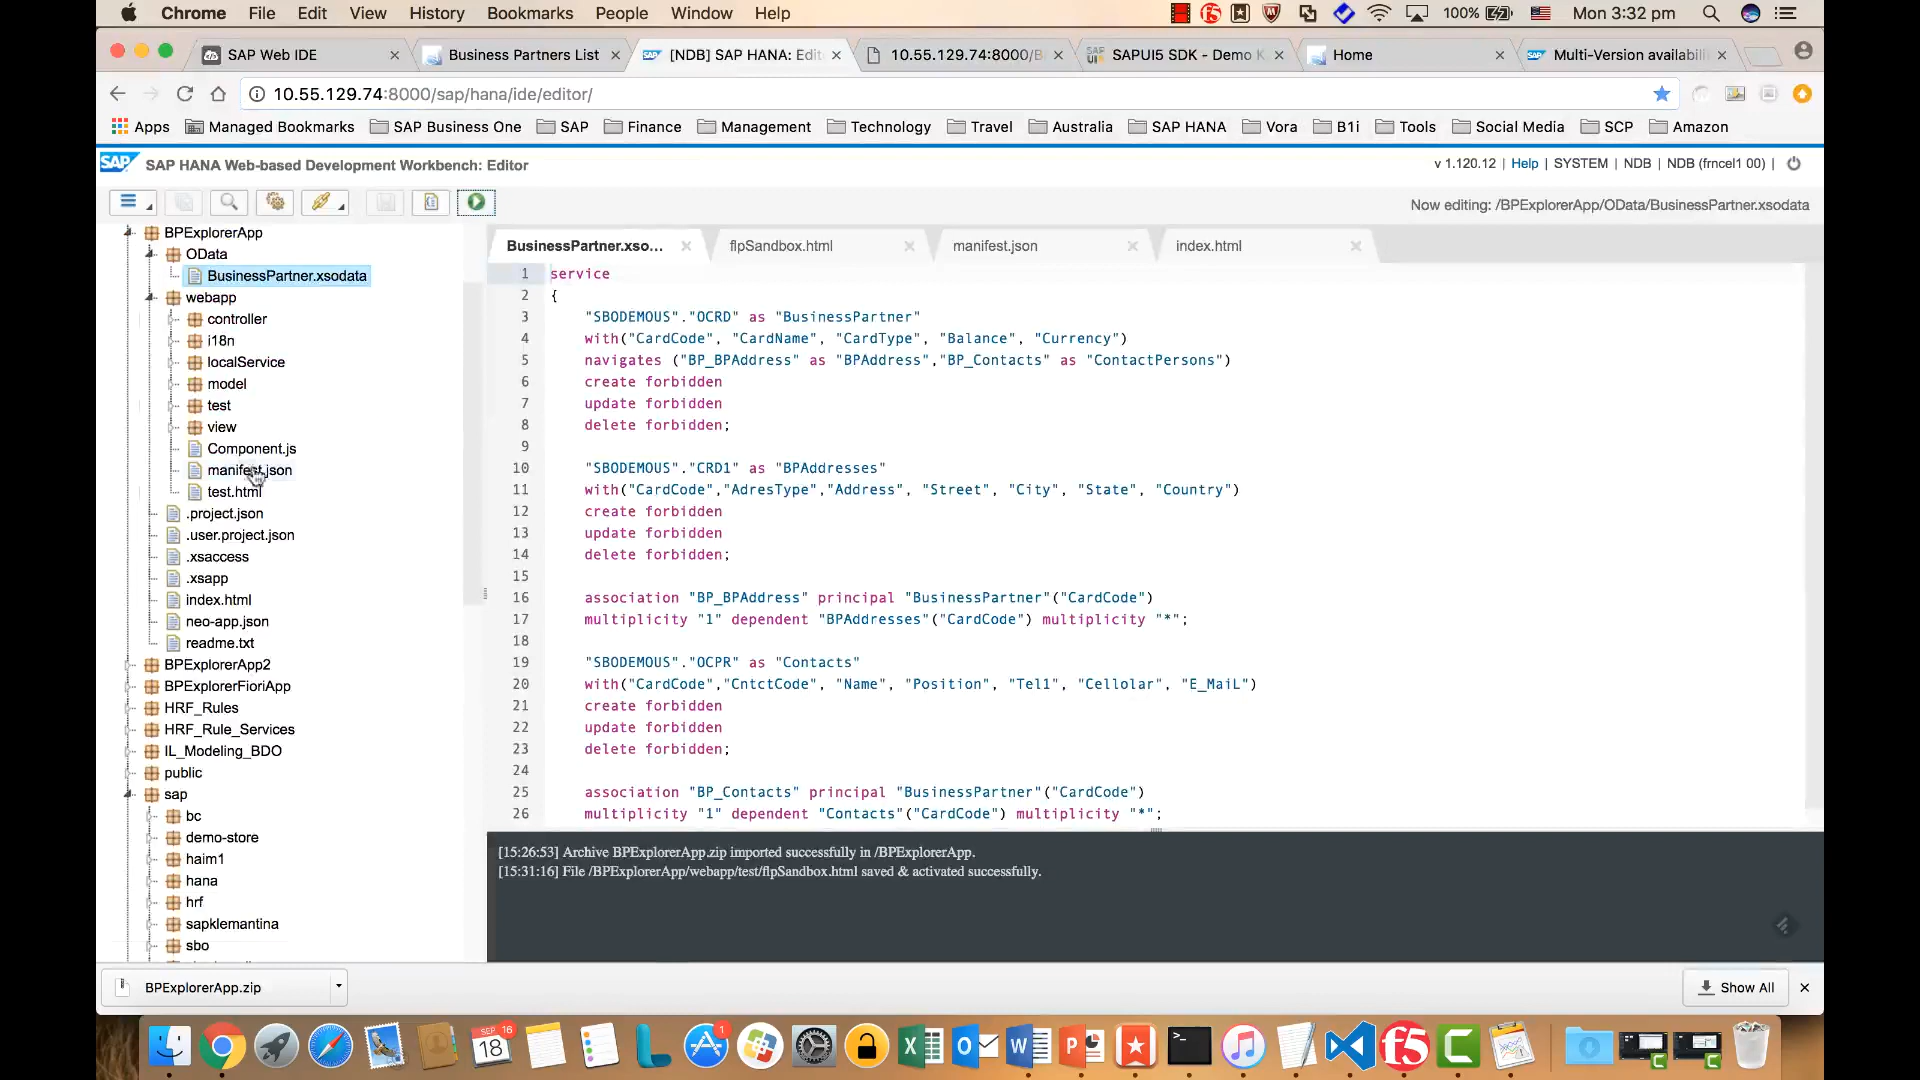 Chrome File Edit View History Bookmarks People Window Help 100% Mon 3:32 pm
SAP Web IDE Business Partners List [NDB] SAP HANA: Edit 10.55.129.74:8000/B SAPUI5 SDK - Demo K Home Multi-Version availabili
10.55.129.74:8000/sap/hana/ide/editor/
Apps Managed Bookmarks SAP Business One SAP Finance Management Technology Travel Australia SAP HANA Vora B1i Tools Social Media SCP Amazon
SAP SAP HANA Web-based Development Workbench: Editor v 1.120.12 | Help | SYSTEM | NDB | NDB (frncel1 00) |
Now editing: /BPExplorerApp/OData/BusinessPartner.xsodata
BPExplorerApp
OData
BusinessPartner.xsodata
webapp
controller
i18n
localService
model
test
view
Component.js
manifest.json
test.html
.project.json
.user.project.json
.xsaccess
.xsapp
index.html
neo-app.json
readme.txt
BPExplorerApp2
BPExplorerFioriApp
HRF_Rules
HRF_Rule_Services
IL_Modeling_BDO
public
sap
bc
demo-store
haim1
hana
hrf
sapklementina
sbo
BusinessPartner.xso... flpSandbox.html manifest.json index.html
1 service
2 {
3 "SBODEMOUS"."OCRD" as "BusinessPartner"
4 with("CardCode", "CardName", "CardType", "Balance", "Currency")
5 navigates ("BP_BPAddress" as "BPAddress","BP_Contacts" as "ContactPersons")
6 create forbidden
7 update forbidden
8 delete forbidden;
9
10 "SBODEMOUS"."CRD1" as "BPAddresses"
11 with("CardCode","AdresType","Address", "Street", "City", "State", "Country")
12 create forbidden
13 update forbidden
14 delete forbidden;
15
16 association "BP_BPAddress" principal "BusinessPartner"("CardCode")
17 multiplicity "1" dependent "BPAddresses"("CardCode") multiplicity "*";
18
19 "SBODEMOUS"."OCPR" as "Contacts"
20 with("CardCode","CntctCode", "Name", "Position", "Tel1", "Cellolar", "E_MaiL")
21 create forbidden
22 update forbidden
23 delete forbidden;
24
25 association "BP_Contacts" principal "BusinessPartner"("CardCode")
26 multiplicity "1" dependent "Contacts"("CardCode") multiplicity "*";
[15:26:53] Archive BPExplorerApp.zip imported successfully in /BPExplorerApp.
[15:31:16] File /BPExplorerApp/webapp/test/flpSandbox.html saved & activated successfully.
BPExplorerApp.zip Show All
SEP 18 16 1